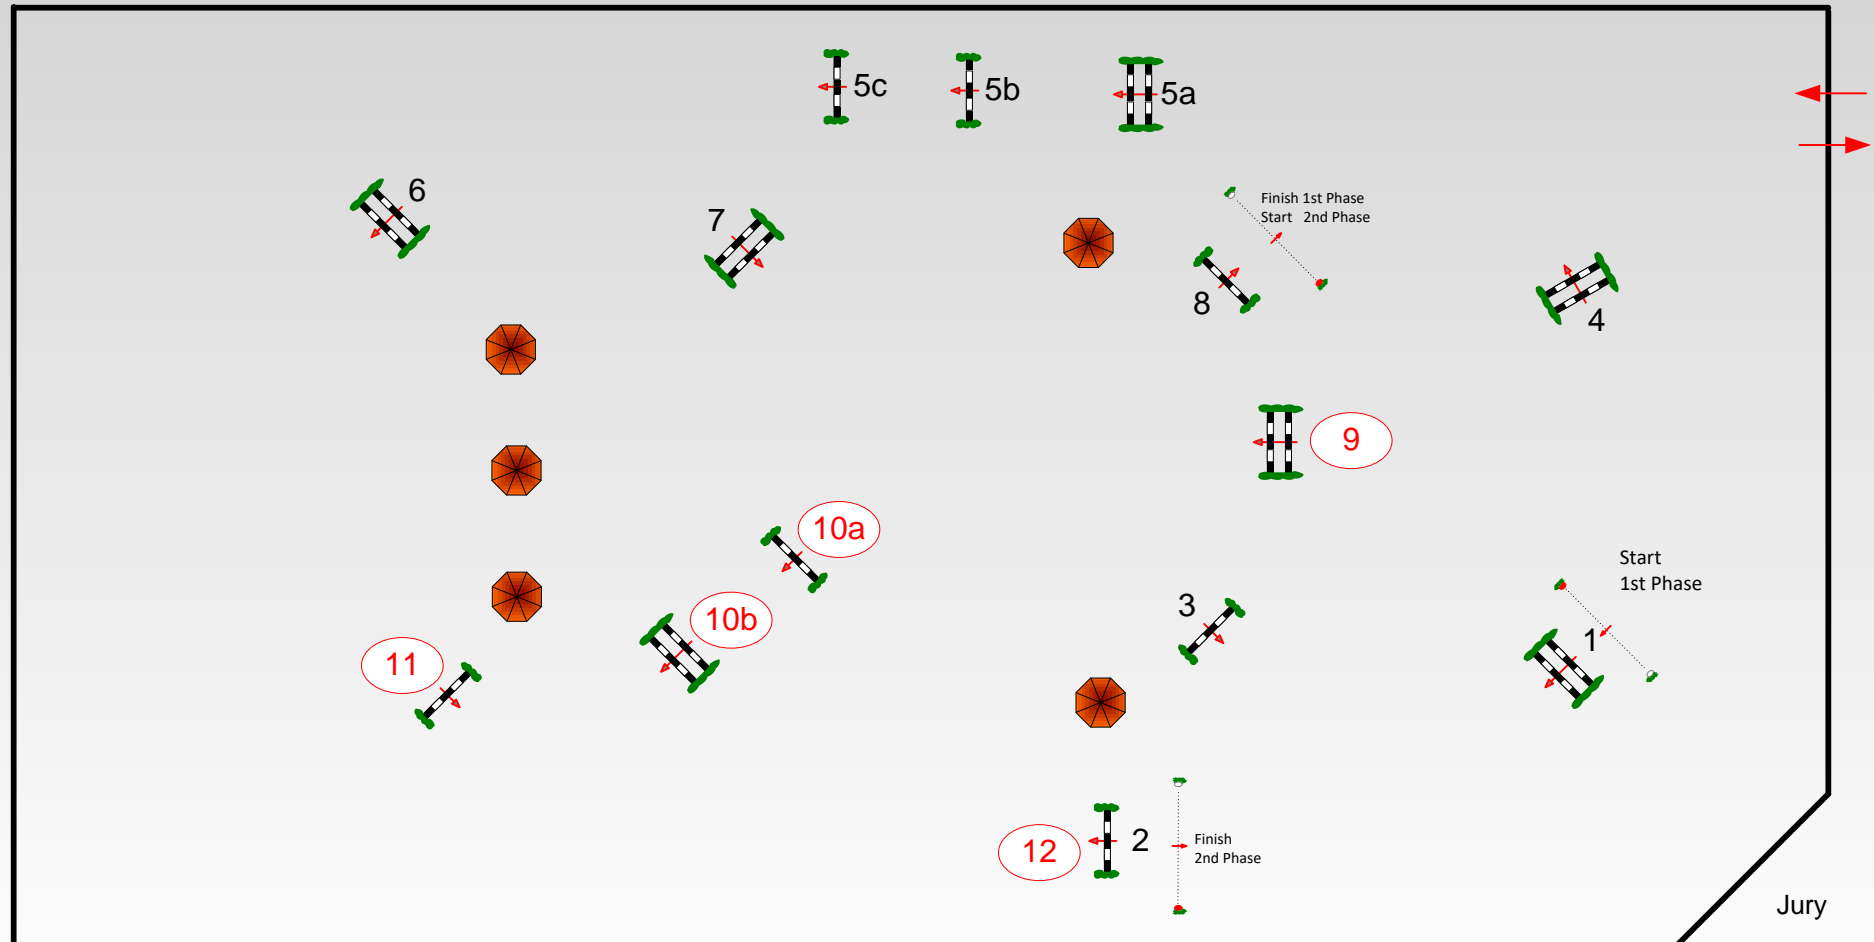 5c
5b
5a
6
7
Finish 1st Phase
Start 2nd Phase
8
4
9
10a
Start
1st Phase
10b
3
1
11
12
2
Finish
2nd Phase
Jury